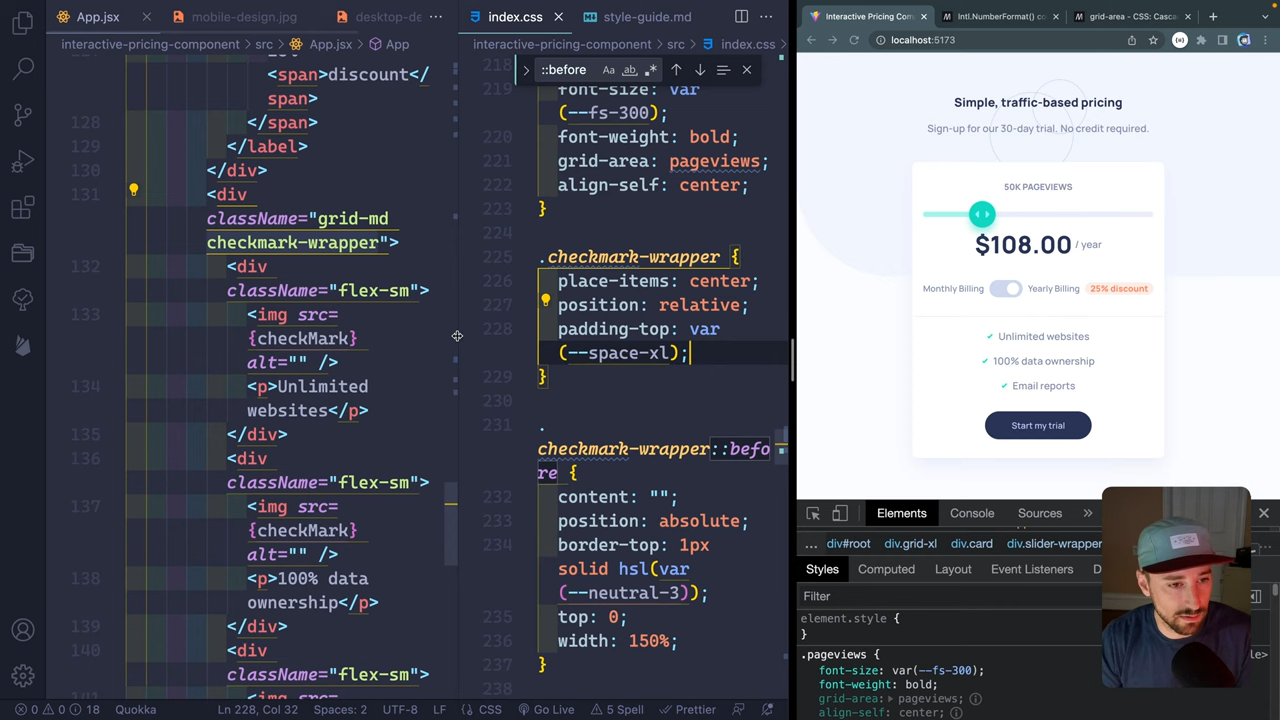 App.jsx
mobile-design.jpg
desktop-de
index.css
style-guide.md
Interactive Pricing Com
Intl.NumberFormat() co
grid-area - CSS: Casca
localhost:5173
interactive-pricing-component > src > App.jsx > App
interactive-pricing-component > src > index.css
::before
Aa
ab
<span>discount</
span>
128 </span>
129 </label>
130 </div>
131 <div
className="grid-md
checkmark-wrapper">
132 <div
className="flex-sm">
133 <img src=
{checkMark}
alt="" />
134 <p>Unlimited
websites</p>
135 </div>
136 <div
className="flex-sm">
137 <img src=
{checkMark}
alt="" />
138 <p>100% data
ownership</p>
139 </div>
140 <div
className="flex-sm">
<img src=
218
219 font-size: var
(--fs-300);
220 font-weight: bold;
221 grid-area: pageviews;
222 align-self: center;
223 }
224
225 .checkmark-wrapper {
226 place-items: center;
227 position: relative;
228 padding-top: var
(--space-xl);
229 }
230
231 .
checkmark-wrapper::befo
re {
232 content: "";
233 position: absolute;
234 border-top: 1px
solid hsl(var
(--neutral-3));
235 top: 0;
236 width: 150%;
237 }
238
Simple, traffic-based pricing
Sign-up for our 30-day trial. No credit required.
50K PAGEVIEWS
$108.00 / year
Monthly Billing
Yearly Billing
25% discount
Unlimited websites
100% data ownership
Email reports
Start my trial
Elements
Console
Sources
»
... div#root div.grid-xl div.card div.slider-wrapper
Styles
Computed
Layout
Event Listeners
Filter
element.style {
}
.pageviews {
font-size: var(--fs-300);
font-weight: bold;
grid-area: pageviews;
align-self: center;
0 0 18 Quokka Ln 228, Col 32 Spaces: 2 UTF-8 LF CSS Go Live 5 Spell Prettier